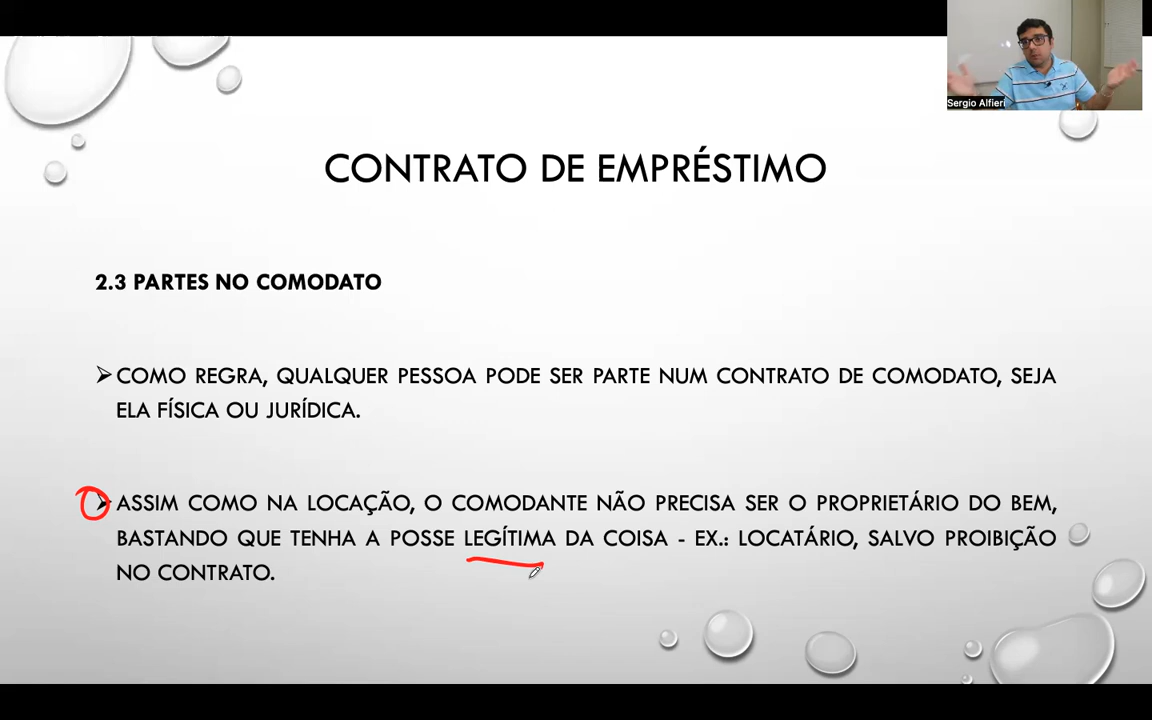 Sergio Alfieri
CONTRATO DE EMPRÉSTIMO
2.3 PARTES NO COMODATO
COMO REGRA, QUALQUER PESSOA PODE SER PARTE NUM CONTRATO DE COMODATO, SEJA
ELA FÍSICA OU JURÍDICA.
ASSIM COMO NA LOCAÇÃO, O COMODANTE NÃO PRECISA SER O PROPRIETÁRIO DO BEM,
BASTANDO QUE TENHA A POSSE LEGÍTIMA DA COISA - EX.: LOCATÁRIO, SALVO PROIBIÇÃO
NO CONTRATO.